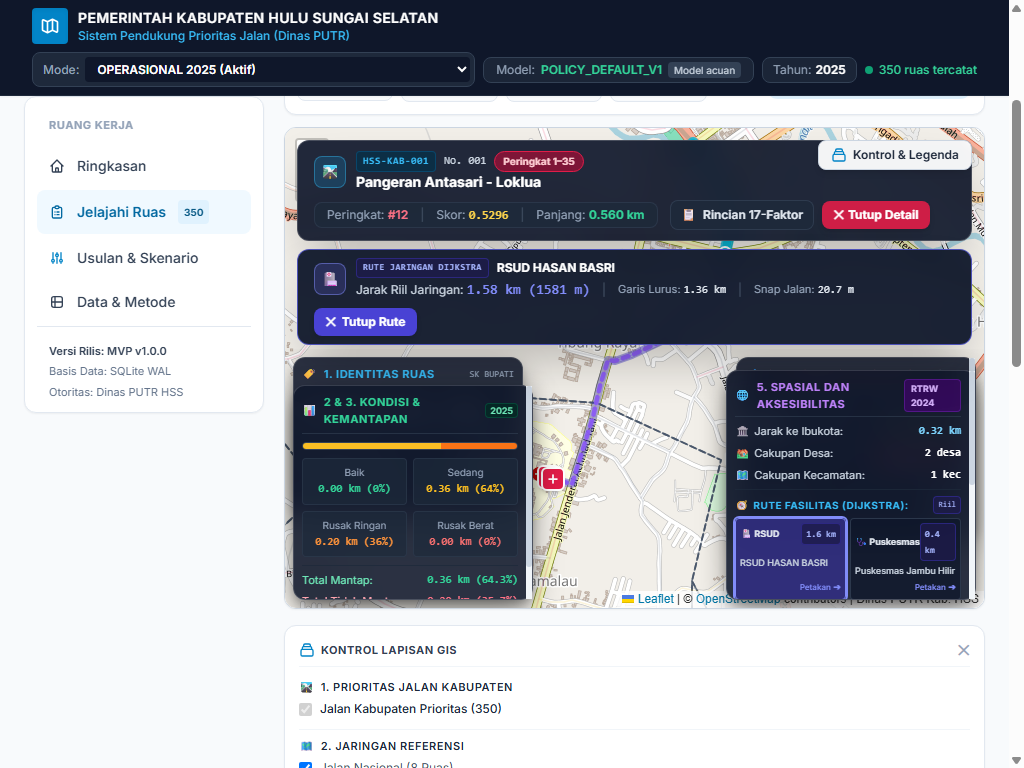 PEMERINTAH KABUPATEN HULU SUNGAI SELATAN
Sistem Pendukung Prioritas Jalan (Dinas PUTR)
Mode: OPERASIONAL 2025 (Aktif)
Model: POLICY_DEFAULT_V1 Model acuan
Tahun: 2025
350 ruas tercatat
RUANG KERJA
Ringkasan
Jelajahi Ruas 350
Usulan & Skenario
Data & Metode
Versi Rilis: MVP v1.0.0
Basis Data: SQLite WAL
Otoritas: Dinas PUTR HSS
HSS-KAB-001 No. 001 Peringkat 1–35
Pangeran Antasari - Loklua
Kontrol & Legenda
Peringkat: #12 Skor: 0.5296 Panjang: 0.560 km
Rincian 17-Faktor
Tutup Detail
RUTE JARINGAN DIJKSTRA RSUD HASAN BASRI
Jarak Riil Jaringan: 1.58 km (1581 m) Garis Lurus: 1.36 km Snap Jalan: 20.7 m
Tutup Rute
1. IDENTITAS RUAS SK BUPATI
2 & 3. KONDISI & KEMANTAPAN 2025
Baik
0.00 km (0%)
Sedang
0.36 km (64%)
Rusak Ringan
0.20 km (36%)
Rusak Berat
0.00 km (0%)
Total Mantap: 0.36 km (64.3%)
5. SPASIAL DAN AKSESIBILITAS
RTRW 2024
Jarak ke Ibukota: 0.32 km
Cakupan Desa: 2 desa
Cakupan Kecamatan: 1 kec
RUTE FASILITAS (DIJKSTRA): Riil
RSUD 1.6 km
RSUD HASAN BASRI
Petakan →
Puskesmas 0.4 km
Puskesmas Jambu Hilir
Petakan →
Jalan Jenderal
Leaflet | © OpenStreetMap contributors | Dinas PUTR Kab. HSS
KONTROL LAPISAN GIS
1. PRIORITAS JALAN KABUPATEN
Jalan Kabupaten Prioritas (350)
2. JARINGAN REFERENSI
Jalan Nasional (8 Ruas)